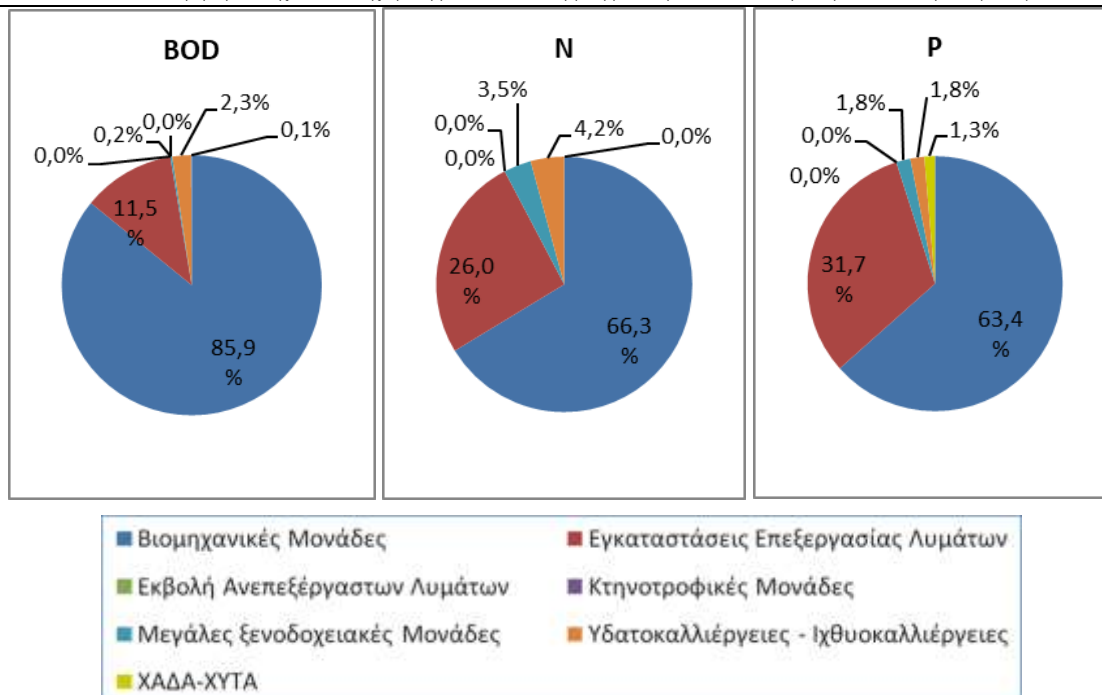 BOD
0,0%
0,2%
0,0%
2,3%
0,1%
11,5
%
85,9
%
N
0,0%
0,0%
3,5%
4,2%
0,0%
26,0
%
66,3
%
P
0,0%
0,0%
1,8%
1,8%
1,3%
31,7
%
63,4
%
Βιομηχανικές Μονάδες
Εγκαταστάσεις Επεξεργασίας Λυμάτων
Εκβολή Ανεπεξέργαστων Λυμάτων
Κτηνοτροφικές Μονάδες
Μεγάλες ξενοδοχειακές Μονάδες
Υδατοκαλλιέργειες - Ιχθυοκαλλιέργειες
ΧΑΔΑ-ΧΥΤΑ